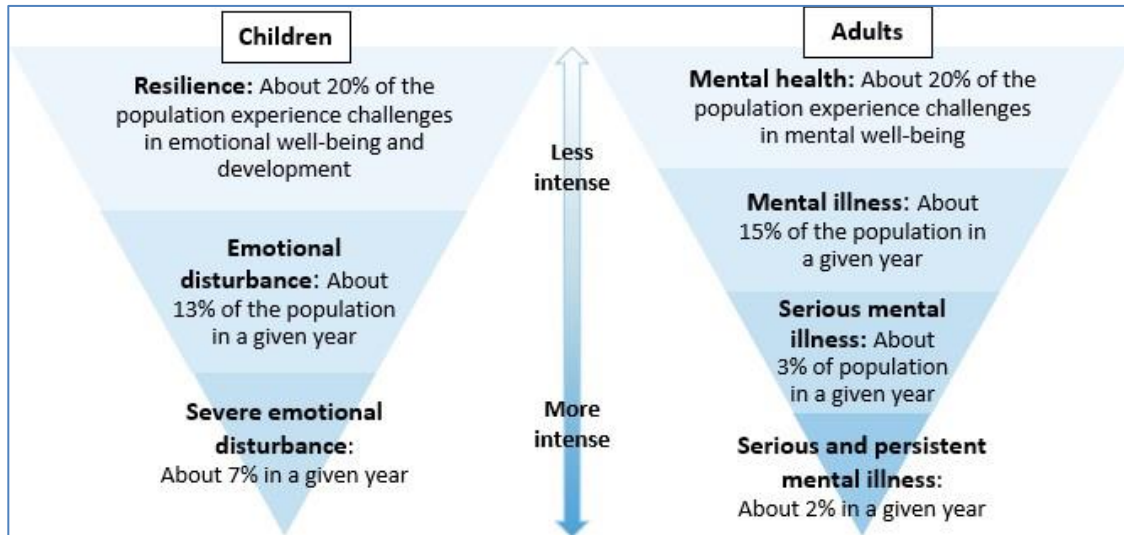 Children
Resilience: About 20% of the
population experience challenges
in emotional well-being and
development
Emotional
disturbance: About
13% of the population
in a given year
Severe emotional
disturbance:
About 7% in a given year
Less
intense
More
intense
Adults
Mental health: About 20% of the
population experience challenges
in mental well-being
Mental illness: About
15% of the population in
a given year
Serious mental
illness: About
3% of population
in a given year
Serious and persistent
mental illness:
About 2% in a given year